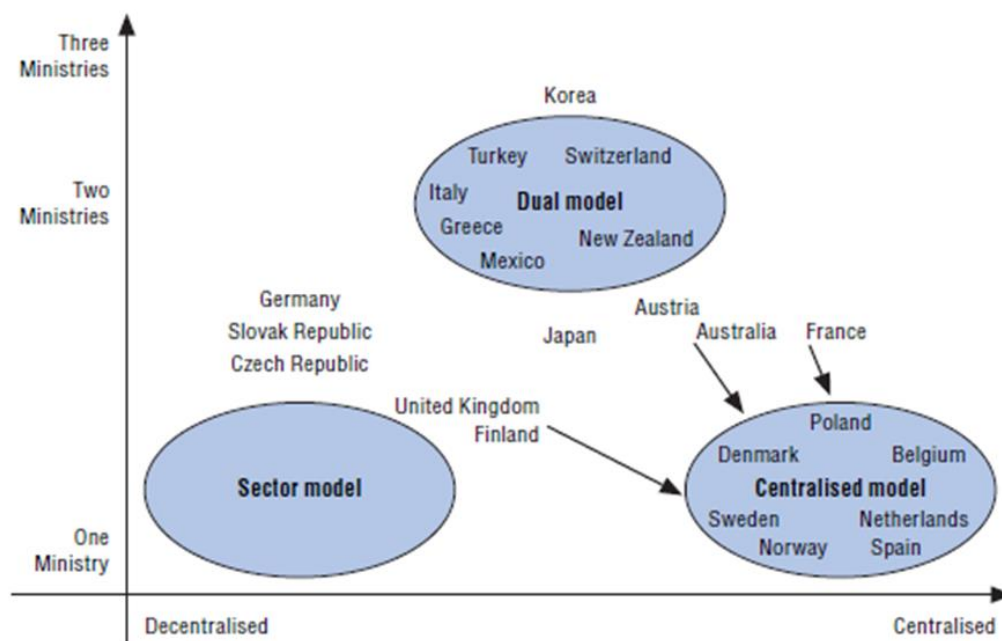 Three
Ministries
Korea
Turkey Switzerland
Two
Ministries
Italy
Dual model
Greece
New Zealand
Mexico
Germany
Austria
Slovak Republic
Japan
Australia
France
Czech Republic
United Kingdom
Finland
Poland
Denmark
Belgium
Sector model
Centralised model
Sweden
Netherlands
One
Ministry
Norway
Spain
Decentralised
Centralised